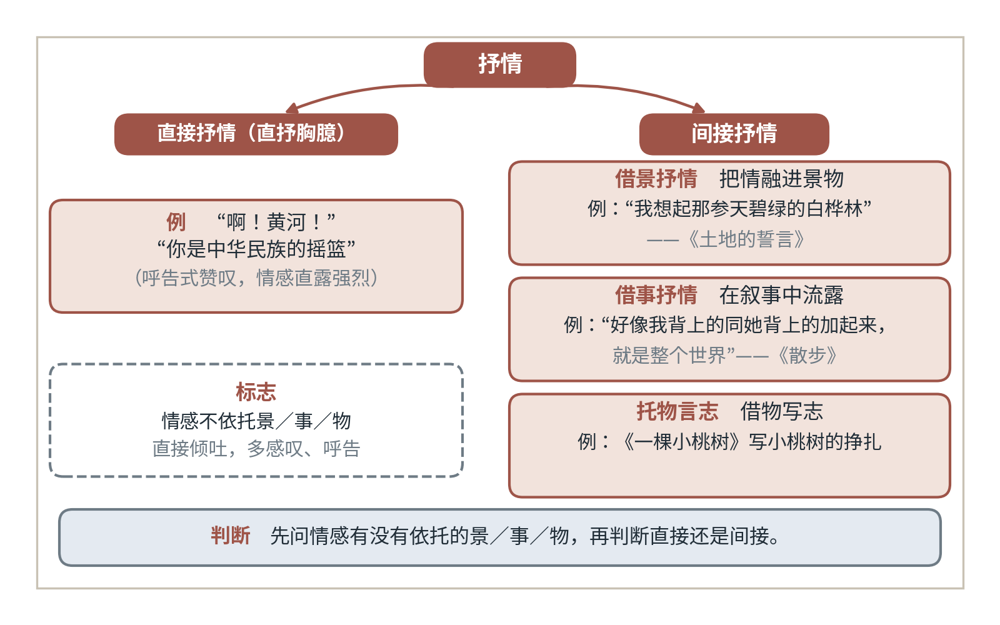 抒情
直接抒情（直抒胸臆）
例 “啊！黄河！”
“你是中华民族的摇篮”
（呼告式赞叹，情感直露强烈）
标志
情感不依托景／事／物
直接倾吐，多感叹、呼告
间接抒情
借景抒情 把情融进景物
例：“我想起那参天碧绿的白桦林”
——《土地的誓言》
借事抒情 在叙事中流露
例：“好像我背上的同她背上的加起来，
就是整个世界”——《散步》
托物言志 借物写志
例：《一棵小桃树》写小桃树的挣扎
判断 先问情感有没有依托的景／事／物，再判断直接还是间接。